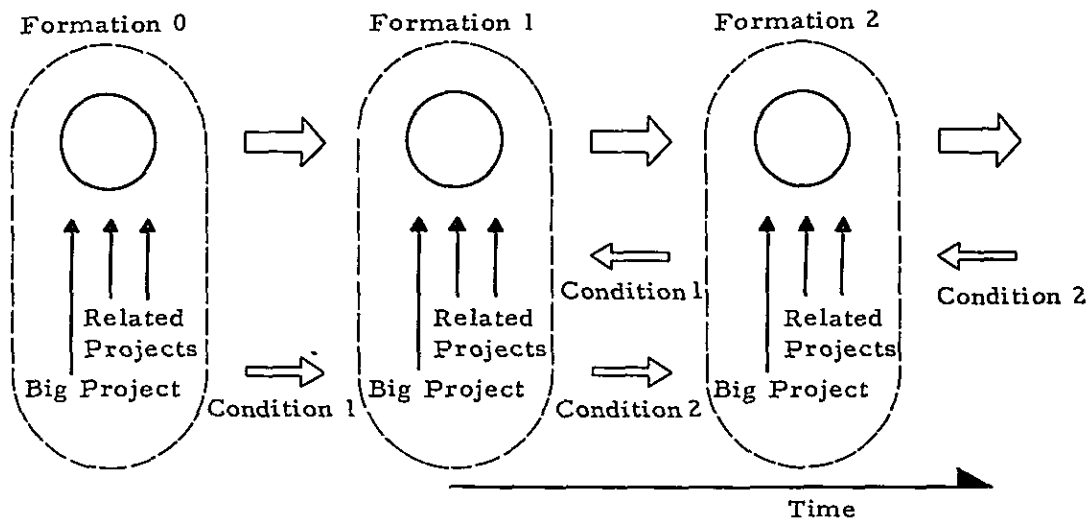 Formation 0
Formation 1
Formation 2
Condition 1
Condition 2
Related
Projects
Related
Projects
Related
Projects
Big Project
Big Project
Big Project
Condition 1
Condition 2
Time